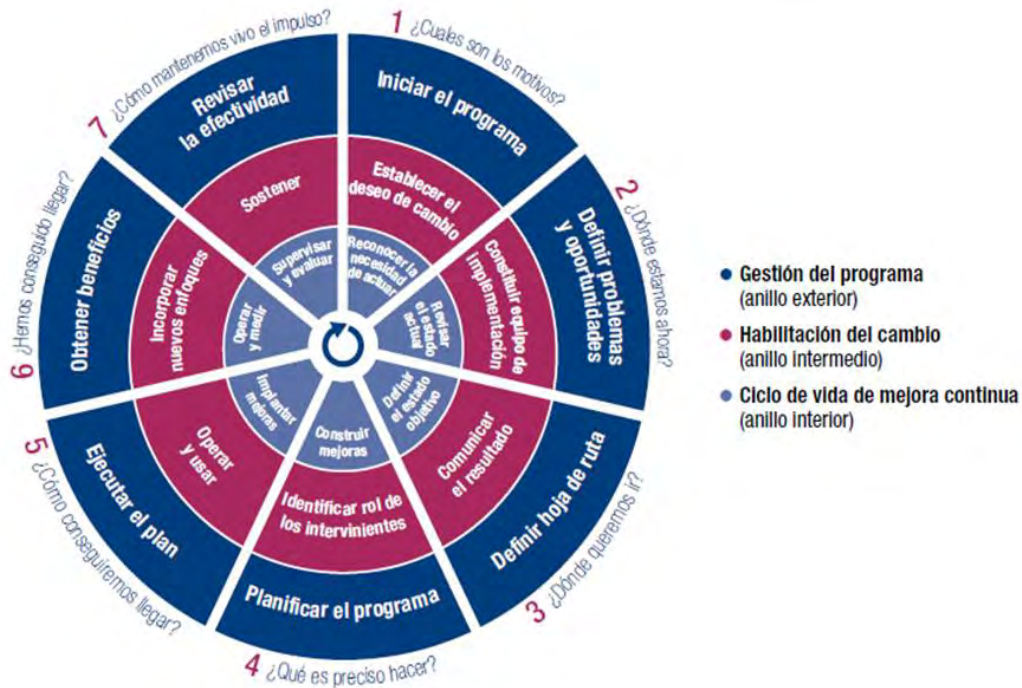 1 ¿Cuales son los motivos?
Iniciar el programa
Establecer el
deseo de cambio
Reconocer la
necesidad
de actuar
2 ¿Dónde estamos ahora?
Definir problemas
y oportunidades
Constituir equipo de
implementación
Revisar
el estado
actual
3 ¿Dónde queremos ir?
Definir hoja de ruta
Comunicar
el resultado
Definir
el estado
objetivo
4 ¿Qué es preciso hacer?
Planificar el programa
Identificar rol de
los intervinientes
Construir
mejoras
5 ¿Cómo conseguiremos llegar?
Ejecutar el plan
Operar
y usar
Implantar
mejoras
6 ¿Hemos conseguido llegar?
Obtener beneficios
Incorporar
nuevos enfoques
Operar
y medir
7 ¿Cómo mantenemos vivo el impulso?
Revisar
la efectividad
Sostener
Supervisar
y evaluar
• Gestión del programa
(anillo exterior)
• Habilitación del cambio
(anillo intermedio)
• Ciclo de vida de mejora continua
(anillo interior)